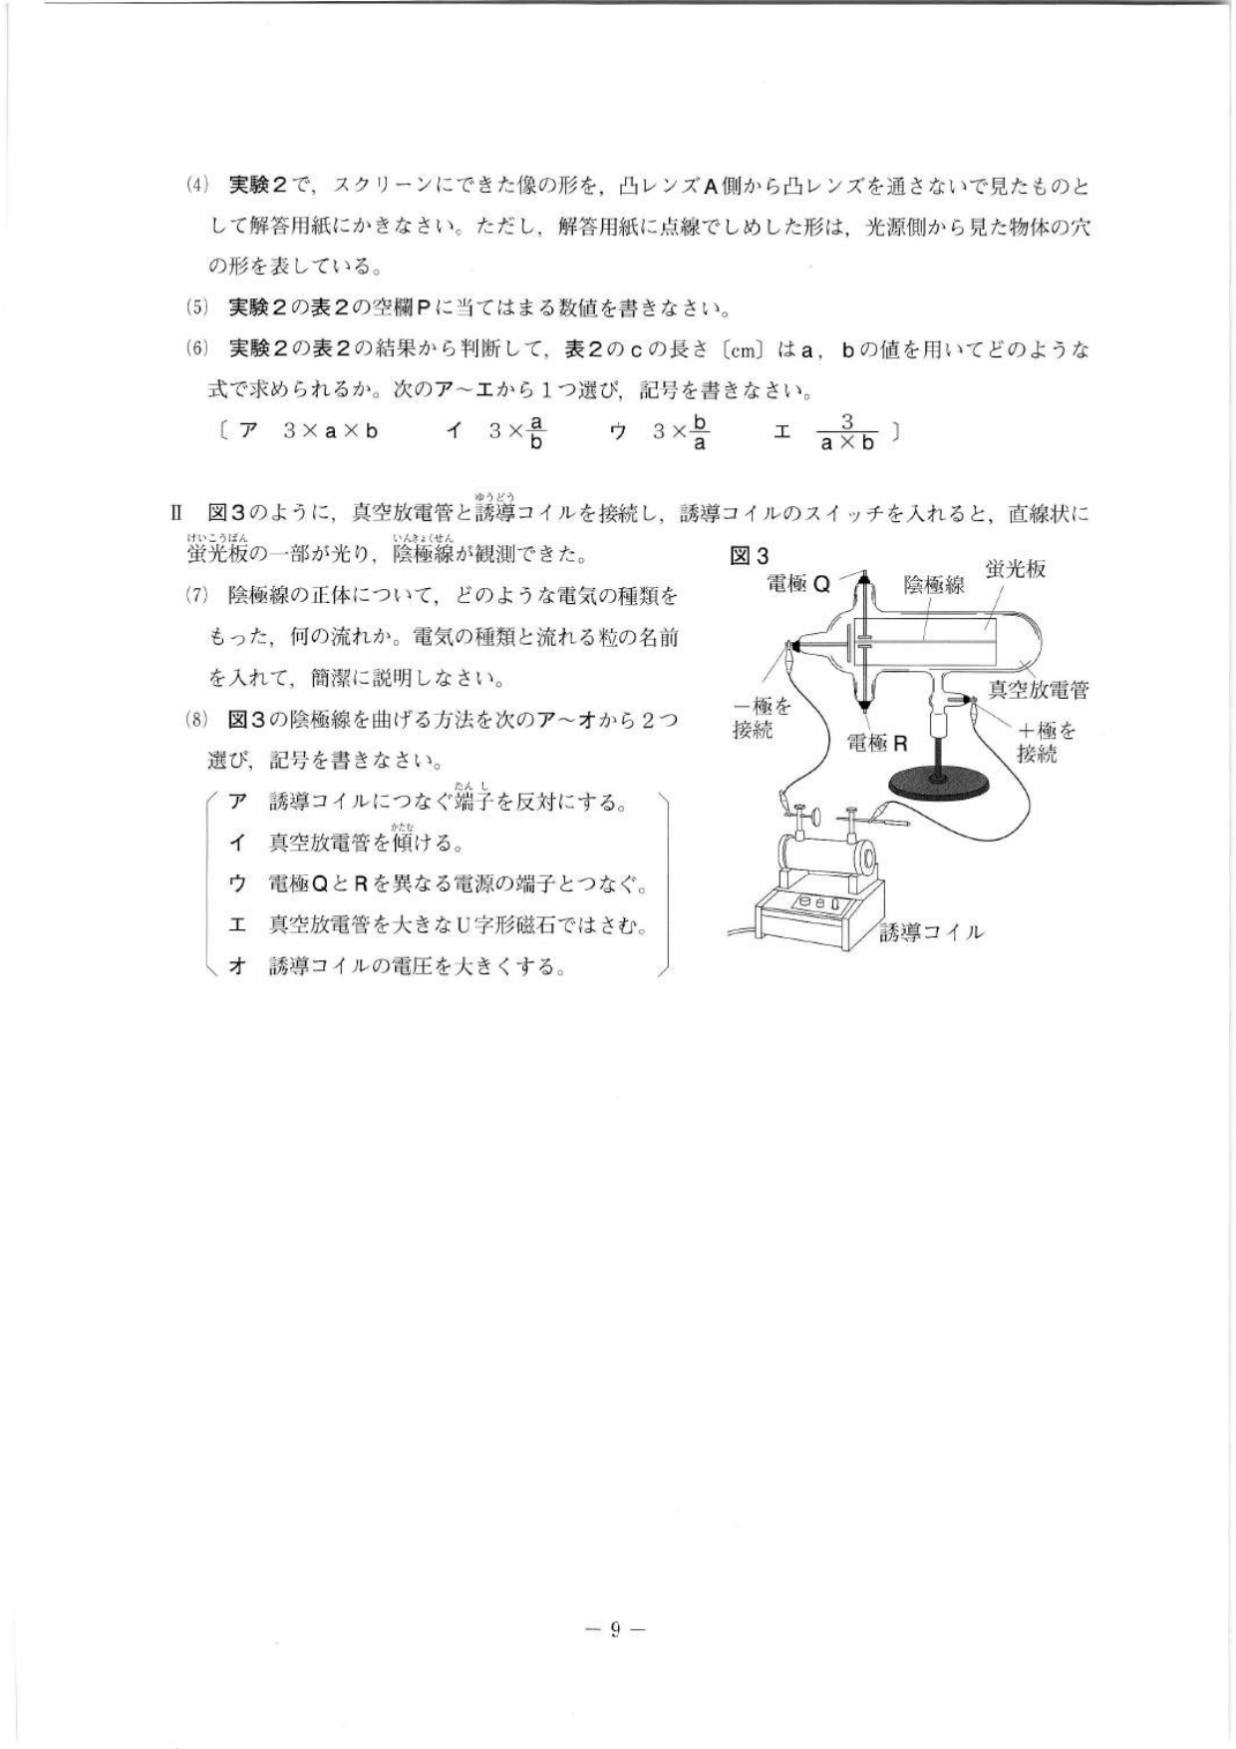 (4) 実験２で，スクリーンにできた像の形を，凸レンズＡ側から凸レンズを通さないで見たものと
して解答用紙にかきなさい。ただし，解答用紙に点線でしめした形は，光源側から見た物体の穴
の形を表している。
(5) 実験２の表２の空欄Ｐに当てはまる数値を書きなさい。
(6) 実験２の表２の結果から判断して，表２のｃの長さ〔cm〕はａ，ｂの値を用いてどのような
式で求められるか。次のア～エから１つ選び，記号を書きなさい。
〔 ア 3×a×b イ 3×a/b ウ 3×b/a エ 3/(a×b) 〕
Ⅱ 図３のように，真空放電管と誘導コイルを接続し，誘導コイルのスイッチを入れると，直線状に
ゆうどう
蛍光板の一部が光り，陰極線が観測できた。
けいこうばん いんきょくせん
(7) 陰極線の正体について，どのような電気の種類を
もった，何の流れか。電気の種類と流れる粒の名前
を入れて，簡潔に説明しなさい。
(8) 図３の陰極線を曲げる方法を次のア～オから２つ
選び，記号を書きなさい。
ア 誘導コイルにつなぐ端子を反対にする。
たんし
イ 真空放電管を傾ける。
かたむ
ウ 電極ＱとＲを異なる電源の端子とつなぐ。
エ 真空放電管を大きなＵ字形磁石ではさむ。
オ 誘導コイルの電圧を大きくする。
図３
電極Ｑ
陰極線
蛍光板
－極を
接続
電極Ｒ
真空放電管
＋極を
接続
誘導コイル
－ 9 －